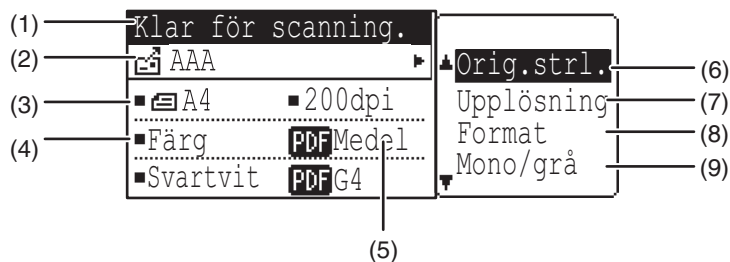 (1) Klar för scanning.
(2) AAA
(3) A4 200dpi
(4) Färg PDF Medel
Svartvit PDF G4
(5)
Orig.strl. (6)
Upplösning (7)
Format (8)
Mono/grå (9)